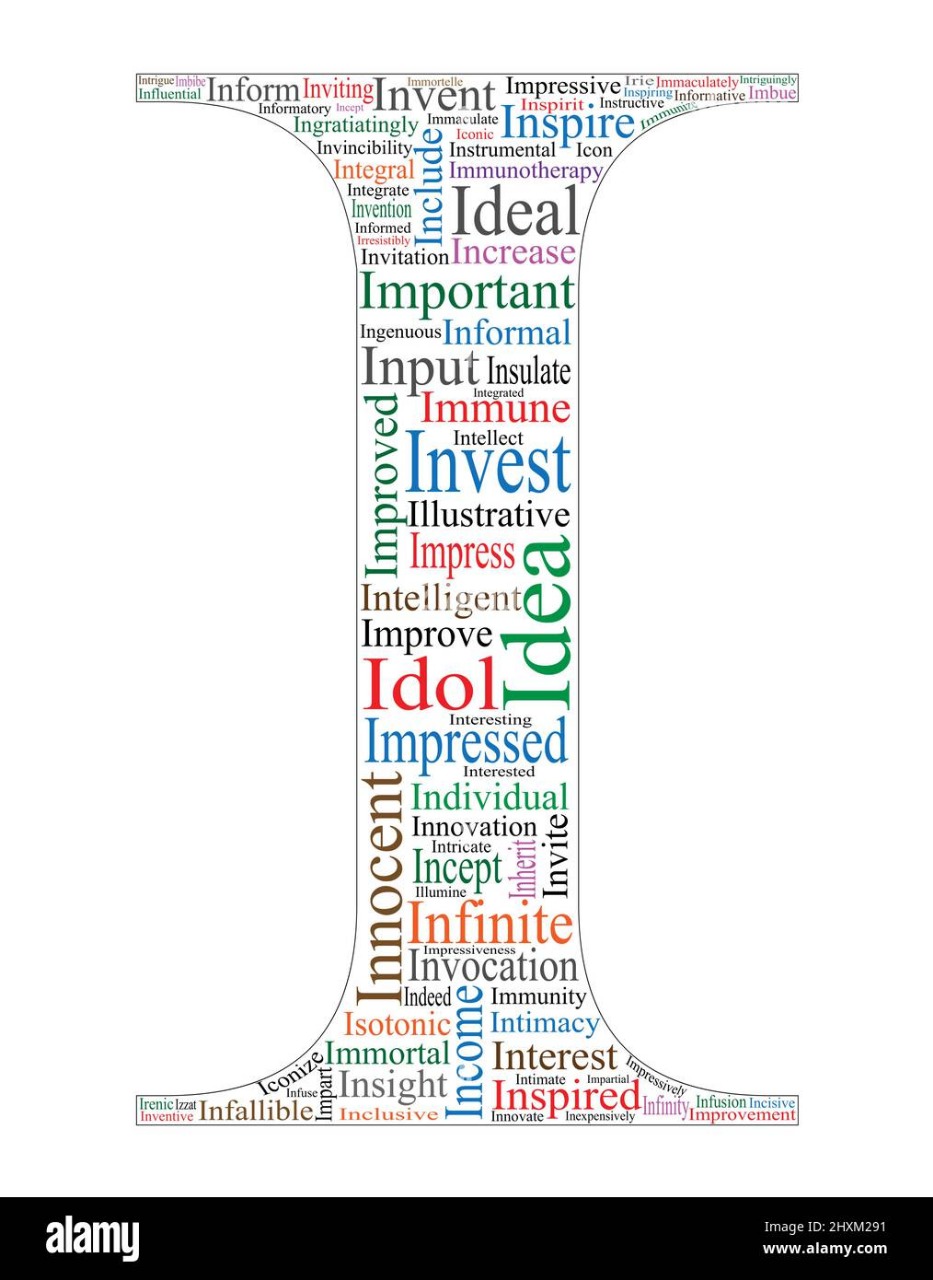 Intrigue Imbibe Inform Inviting Immortelle Impressive Irie Immaculately Intriguingly
Influential Invent Inspiring Informative Imbue
Informatory Incept Immaculate Inspirit Instructive Immunize
Ingratiatingly Iconic Inspire
Invincibility Include Instrumental Icon
Integral Immunotherapy
Integrate
Invention Ideal
Informed
Irresistibly
Invitation Increase
Important
Ingenuous Informal
Input Insulate
Integrated
Improved Immune
Intellect
Invest
Illustrative
Impress Idea
Intelligent
Improve
Idol
Interesting
Impressed
Interested
Innocent Individual
Innovation Invite
Intricate Inherit
Incept
Illumine
Infinite
Impressiveness
Invocation
Indeed Income Immunity
Isotonic Intimacy
Immortal Interest
Iconize Insight Intimate Impartial Impressively
Infuse Impart Inspired
Irenic Izzat Infallible Infinity Infusion Incisive
Inventive Inclusive Innovate Inexpensively Improvement
alamy
Image ID: 2HXM291
www.alamy.com